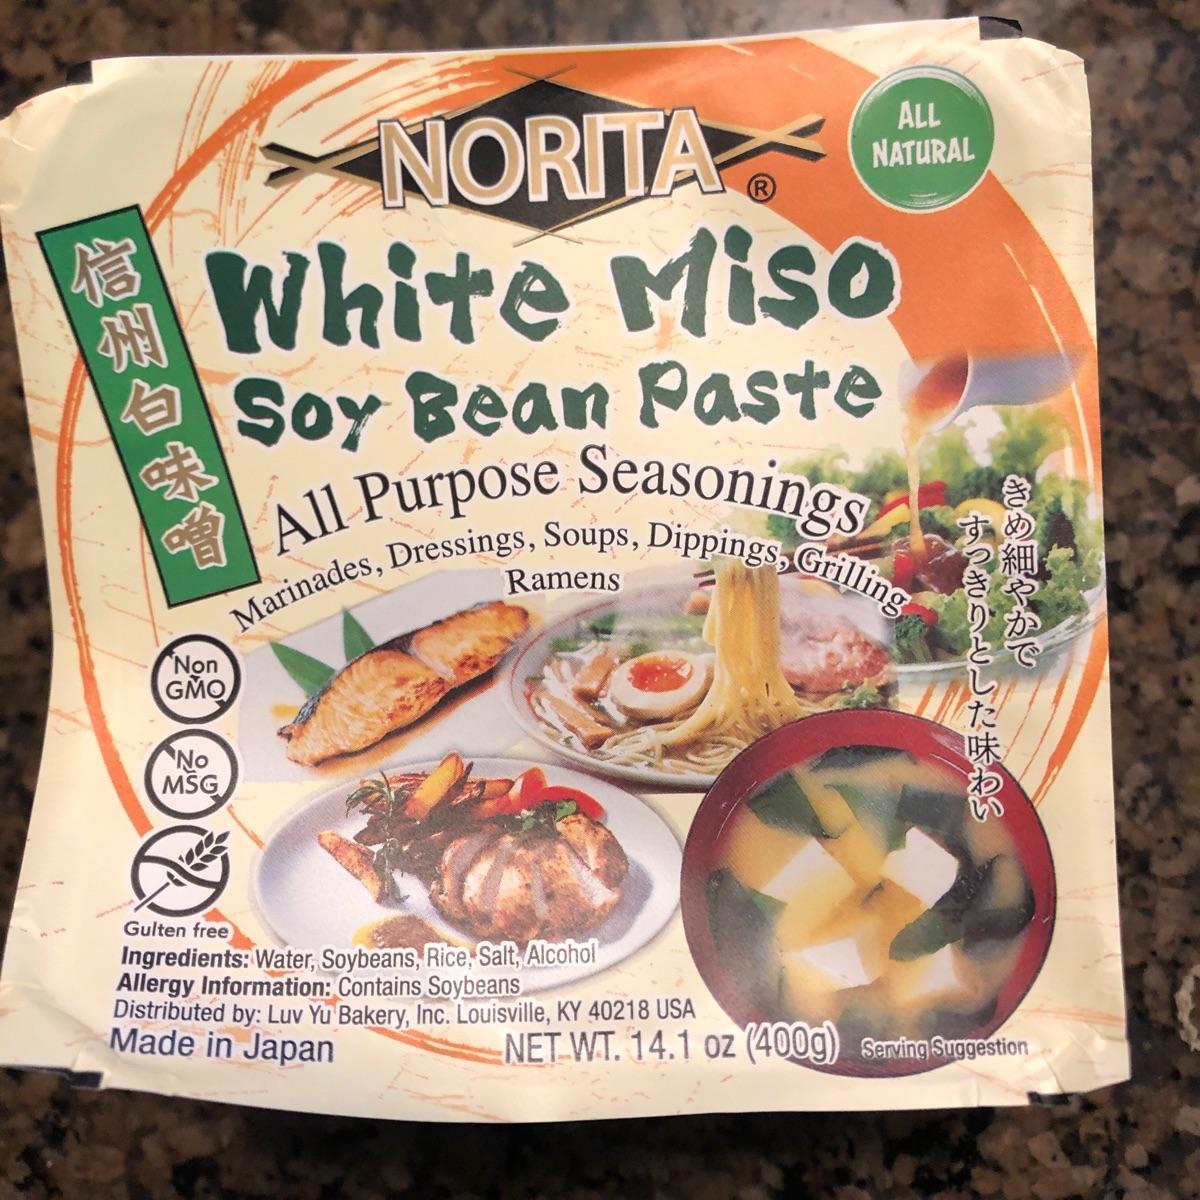 NORITA
®
ALL
NATURAL
信州白味噌
White Miso
Soy Bean Paste
All Purpose Seasonings
Marinades, Dressings, Soups, Dippings, Grilling
Ramens
きめ細やかで
すっきりとした味わい
Non
GMO
No
MSG
Gulten free
Ingredients: Water, Soybeans, Rice, Salt, Alcohol
Allergy Information: Contains Soybeans
Distributed by: Luv Yu Bakery, Inc. Louisville, KY 40218 USA
Made in Japan
NET WT. 14.1 oz (400g)
Serving Suggestion